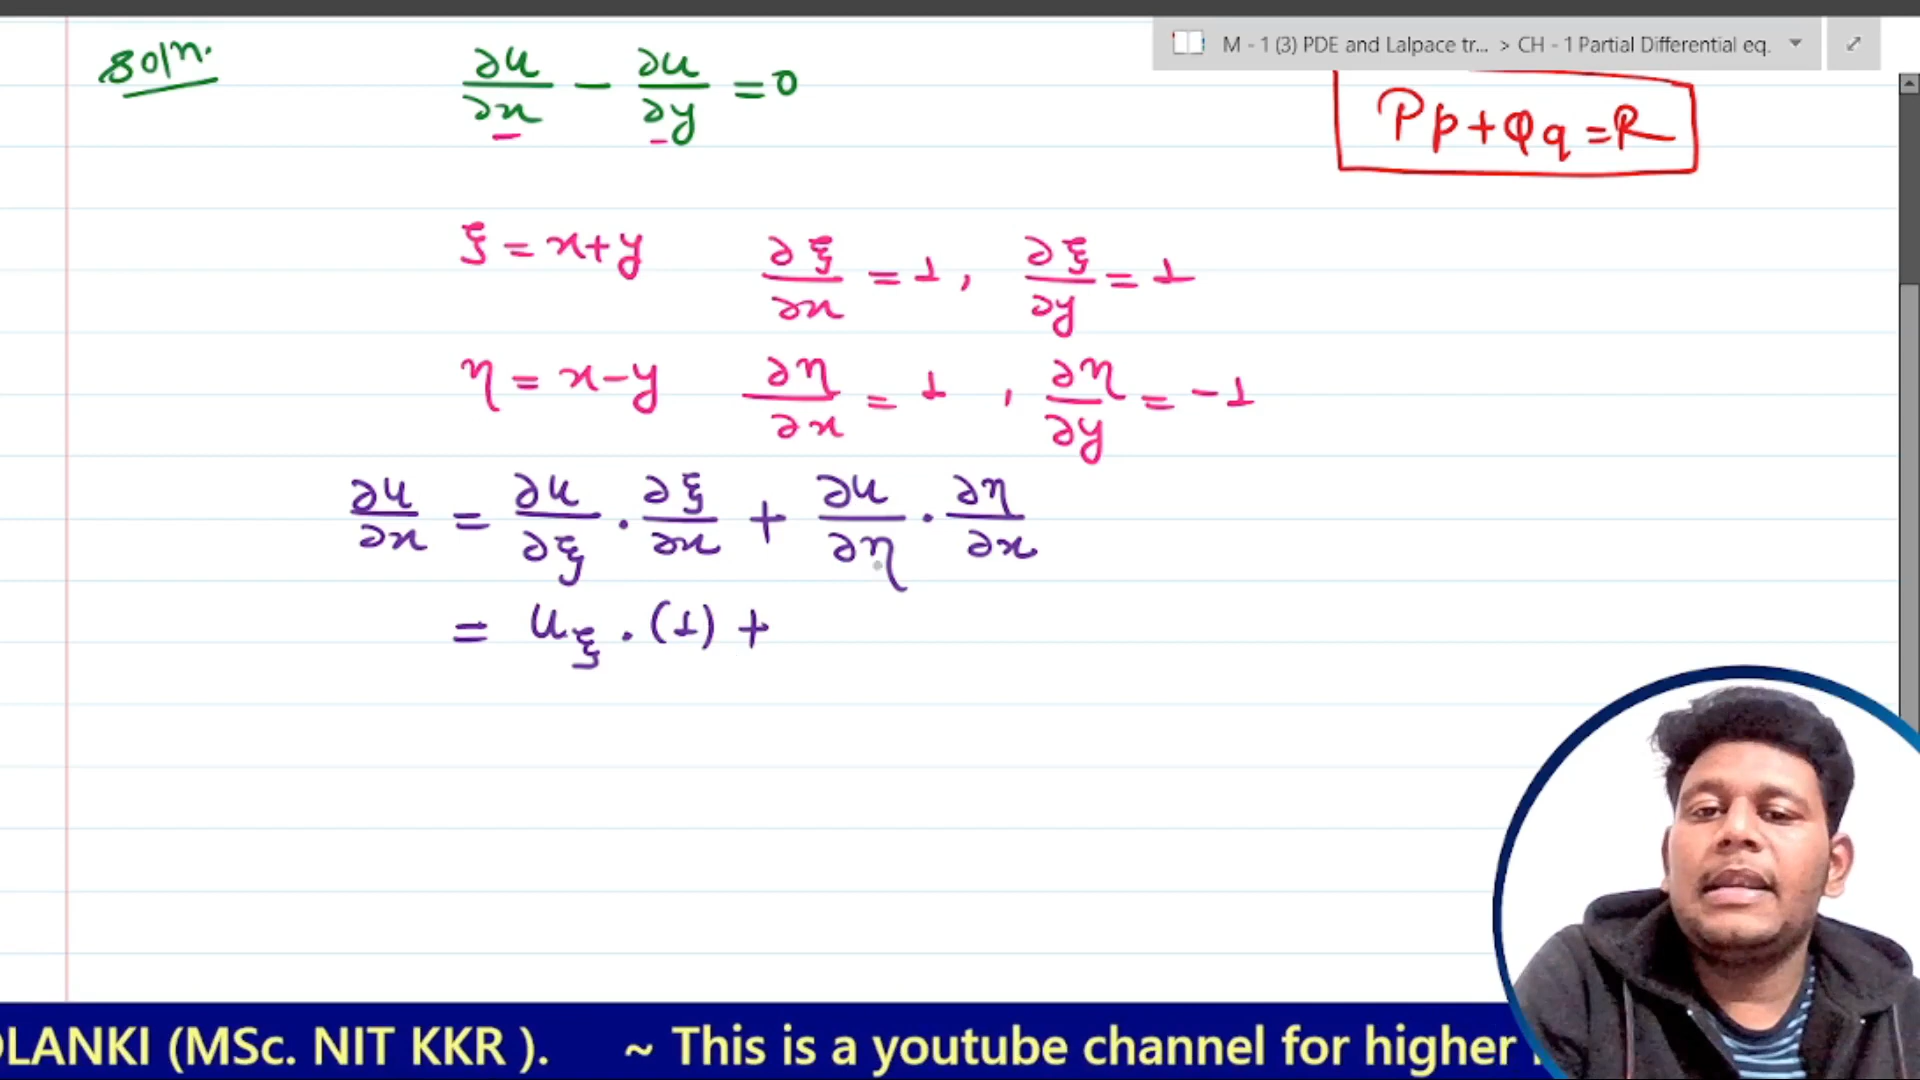 M - 1 (3) PDE and Lalpace tr... > CH - 1 Partial Differential eq.
Soln. ∂u/∂x − ∂u/∂y = 0
Pp + Qq = R
ξ = x+y ∂ξ/∂x = 1, ∂ξ/∂y = 1
η = x−y ∂η/∂x = 1, ∂η/∂y = −1
∂u/∂x = ∂u/∂ξ · ∂ξ/∂x + ∂u/∂η · ∂η/∂x
= u_ξ · (1) +
OLANKI (MSc. NIT KKR ). ~ This is a youtube channel for higher